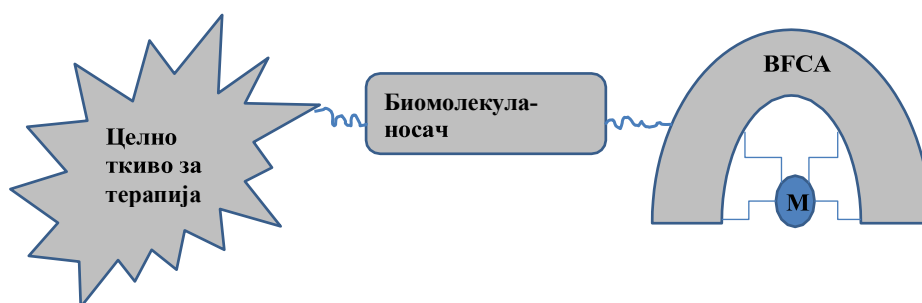 Целно
ткиво за
терапија
Биомолекула-
носач
BFCA
М